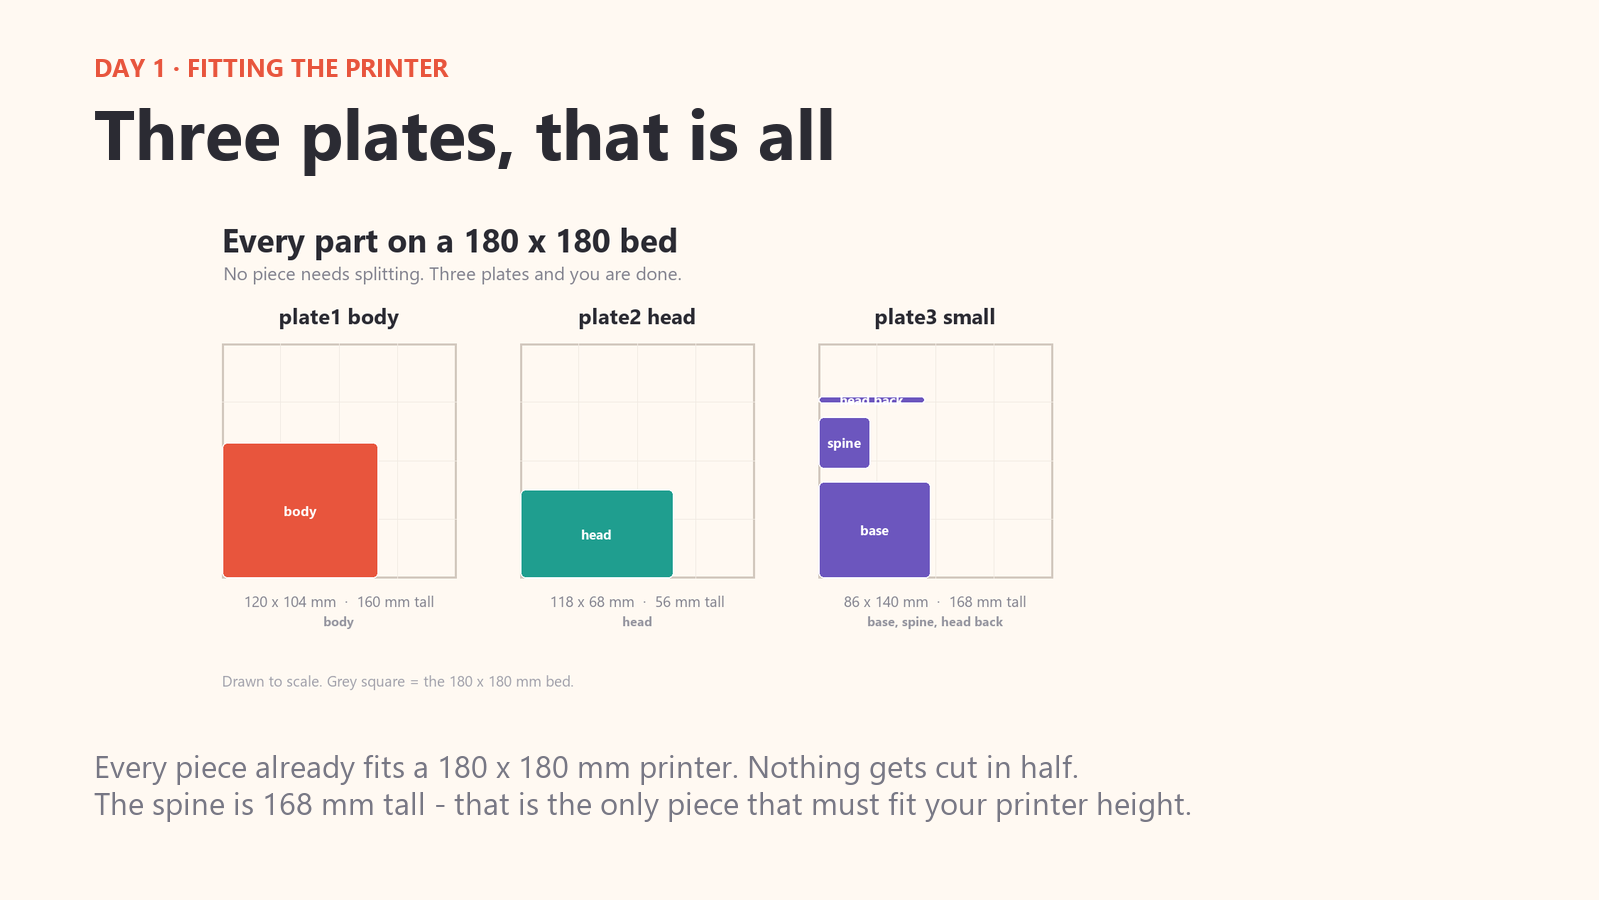 DAY 1 · FITTING THE PRINTER
Three plates, that is all
Every part on a 180 x 180 bed
No piece needs splitting. Three plates and you are done.
plate1 body
plate2 head
plate3 small
head back
spine
body
head
base
120 x 104 mm · 160 mm tall
118 x 68 mm · 56 mm tall
86 x 140 mm · 168 mm tall
body
head
base, spine, head back
Drawn to scale. Grey square = the 180 x 180 mm bed.
Every piece already fits a 180 x 180 mm printer. Nothing gets cut in half.
The spine is 168 mm tall - that is the only piece that must fit your printer height.